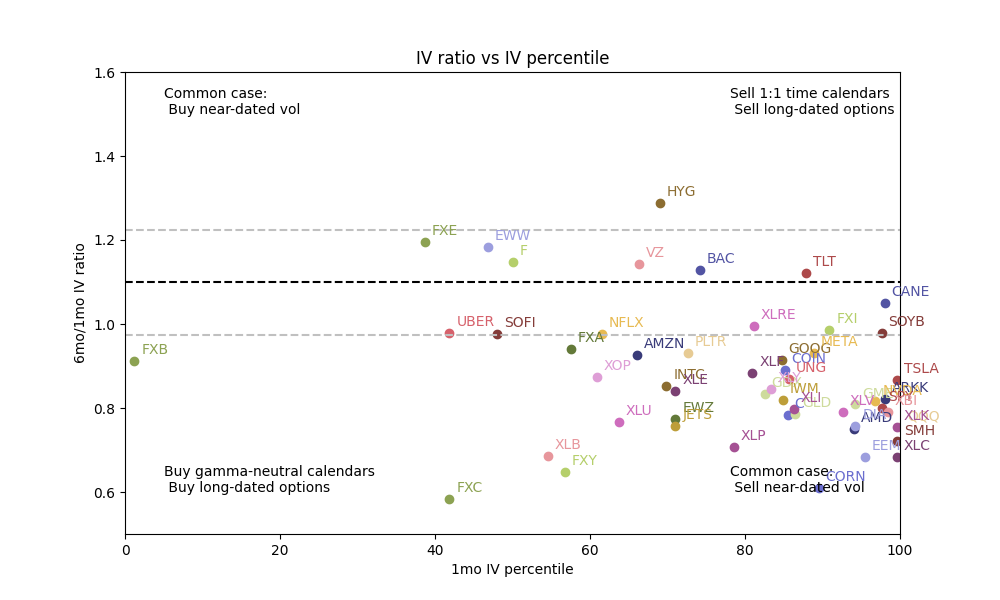 IV ratio vs IV percentile
1.6
Common case:
Buy near-dated vol
Sell 1:1 time calendars
Sell long-dated options
1.4
HYG
1.2
FXE
EWW
F
VZ
BAC
TLT
CANE
1.0
UBER
SOFI
NFLX
XLRE
FXI
SOYB
FXB
FXA
AMZN
PLTR
GOOG
META
XOP
INTC
XLE
XLF
COIN
UNG
TSLA
ARKK
0.8
XLU
EWZ
JETS
IWM
XLI
C
GLD
XLV
AMD
XLK
SMH
XLB
FXY
XLP
EEM
XLC
Buy gamma-neutral calendars
Buy long-dated options
Common case:
Sell near-dated vol
0.6
FXC
CORN
0
20
40
60
80
100
1mo IV percentile
6mo/1mo IV ratio